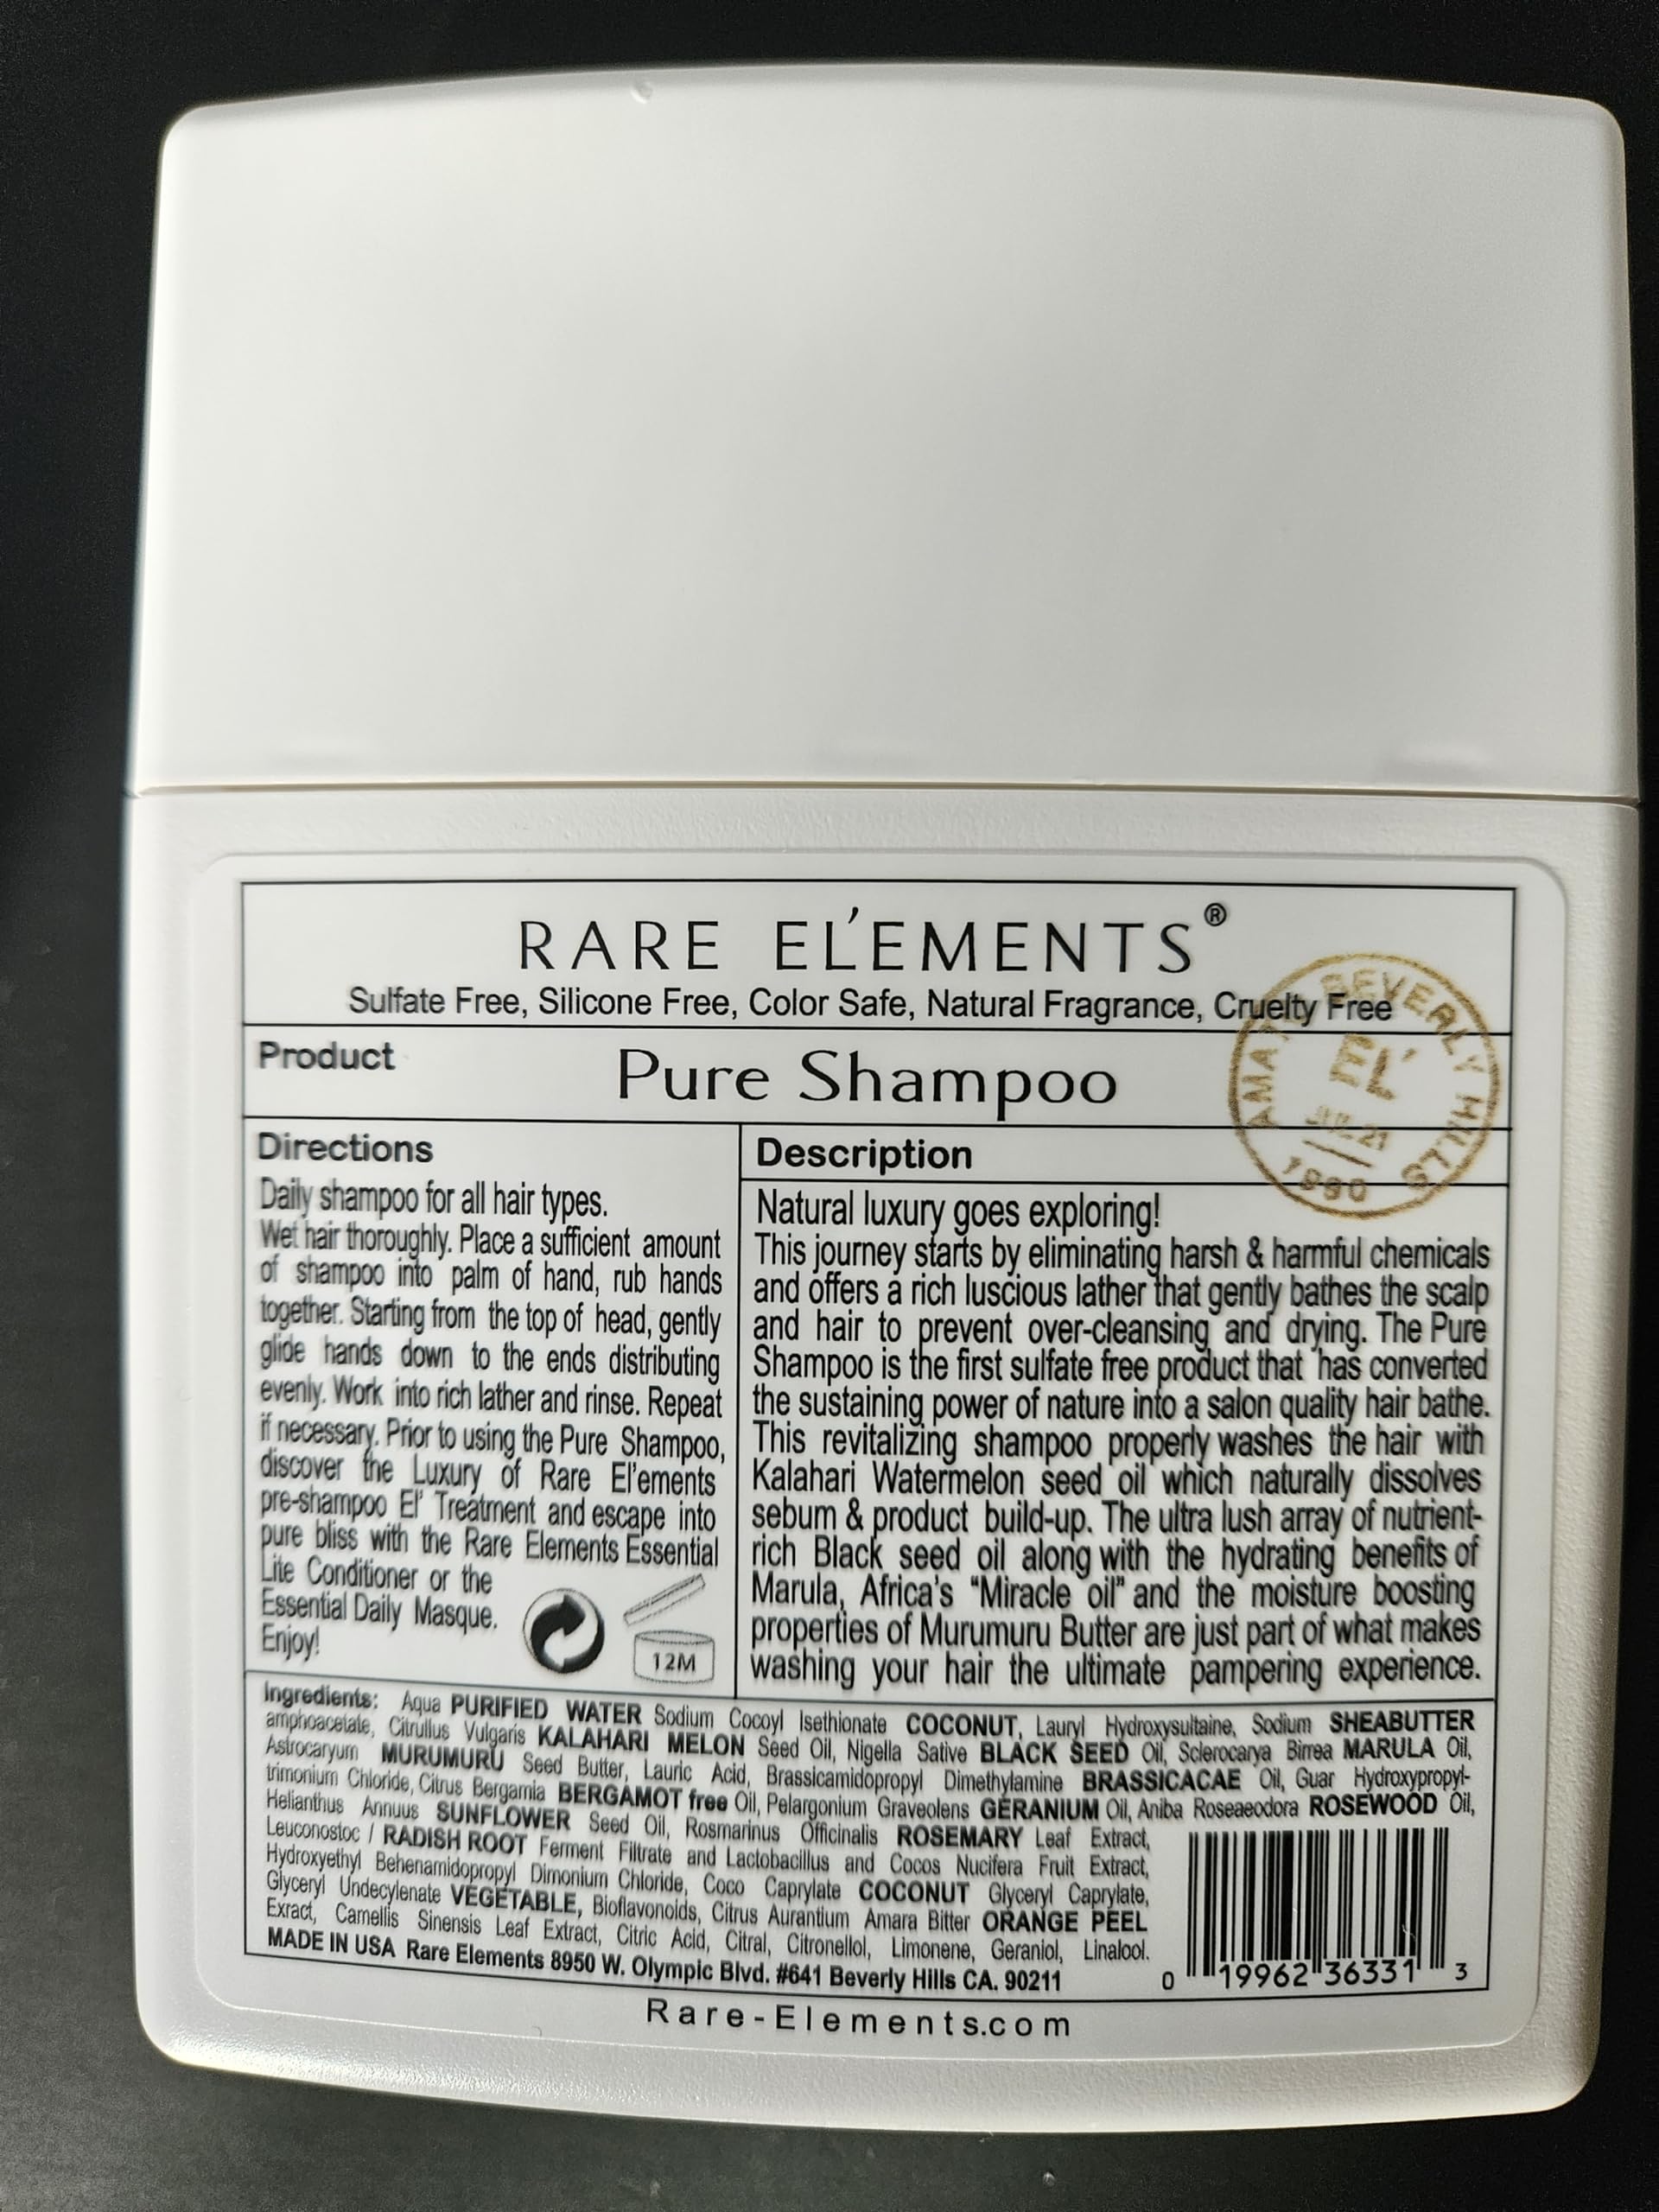 RARE EL'EMENTS®
Sulfate Free, Silicone Free, Color Safe, Natural Fragrance, Cruelty Free
BEVERLY HILLS
EL'
1990
Product
Pure Shampoo
Directions
Daily shampoo for all hair types.
Wet hair thoroughly. Place a sufficient amount
of shampoo into palm of hand, rub hands
together. Starting from the top of head, gently
glide hands down to the ends distributing
evenly. Work into rich lather and rinse. Repeat
if necessary. Prior to using the Pure Shampoo,
discover the Luxury of Rare El'ements
pre-shampoo El' Treatment and escape into
pure bliss with the Rare Elements Essential
Lite Conditioner or the
Essential Daily Masque.
Enjoy!
12M
Description
Natural luxury goes exploring!
This journey starts by eliminating harsh & harmful chemicals
and offers a rich luscious lather that gently bathes the scalp
and hair to prevent over-cleansing and drying. The Pure
Shampoo is the first sulfate free product that has converted
the sustaining power of nature into a salon quality hair bathe.
This revitalizing shampoo properly washes the hair with
Kalahari Watermelon seed oil which naturally dissolves
sebum & product build-up. The ultra lush array of nutrient-
rich Black seed oil along with the hydrating benefits of
Marula, Africa's "Miracle oil" and the moisture boosting
properties of Murumuru Butter are just part of what makes
washing your hair the ultimate pampering experience.
Ingredients: Aqua PURIFIED WATER Sodium Cocoyl Isethionate COCONUT, Lauryl Hydroxysultaine, Sodium SHEABUTTER
amphoacetate, Citrullus Vulgaris KALAHARI MELON Seed Oil, Nigella Sative BLACK SEED Oil, Sclerocarya Birrea MARULA Oil,
Astrocaryum MURUMURU Seed Butter, Lauric Acid, Brassicamidopropyl Dimethylamine BRASSICACAE Oil, Guar Hydroxypropyl-
trimonium Chloride, Citrus Bergamia BERGAMOT free Oil, Pelargonium Graveolens GERANIUM Oil, Aniba Roseaeodora ROSEWOOD Oil,
Helianthus Annuus SUNFLOWER Seed Oil, Rosmarinus Officinalis ROSEMARY Leaf Extract,
Leuconostoc / RADISH ROOT Ferment Filtrate and Lactobacillus and Cocos Nucifera Fruit Extract,
Hydroxyethyl Behenamidopropyl Dimonium Chloride, Coco Caprylate COCONUT Glyceryl Caprylate,
Glyceryl Undecylenate VEGETABLE, Bioflavonoids, Citrus Aurantium Amara Bitter ORANGE PEEL
Exract, Camellis Sinensis Leaf Extract, Citric Acid, Citral, Citronellol, Limonene, Geraniol, Linalool.
MADE IN USA Rare Elements 8950 W. Olympic Blvd. #641 Beverly Hills CA. 90211
0 19962 36331 3
Rare-Elements.com